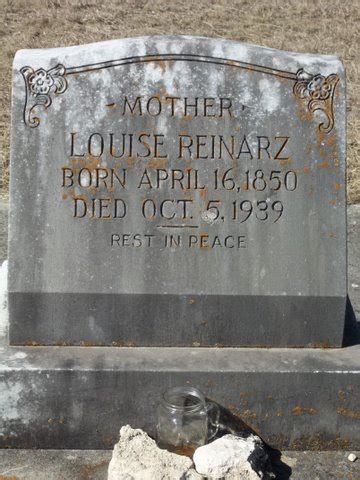 MOTHER
LOUISE REINARZ
BORN APRIL 16, 1850
DIED OCT. 5, 1939
REST IN PEACE